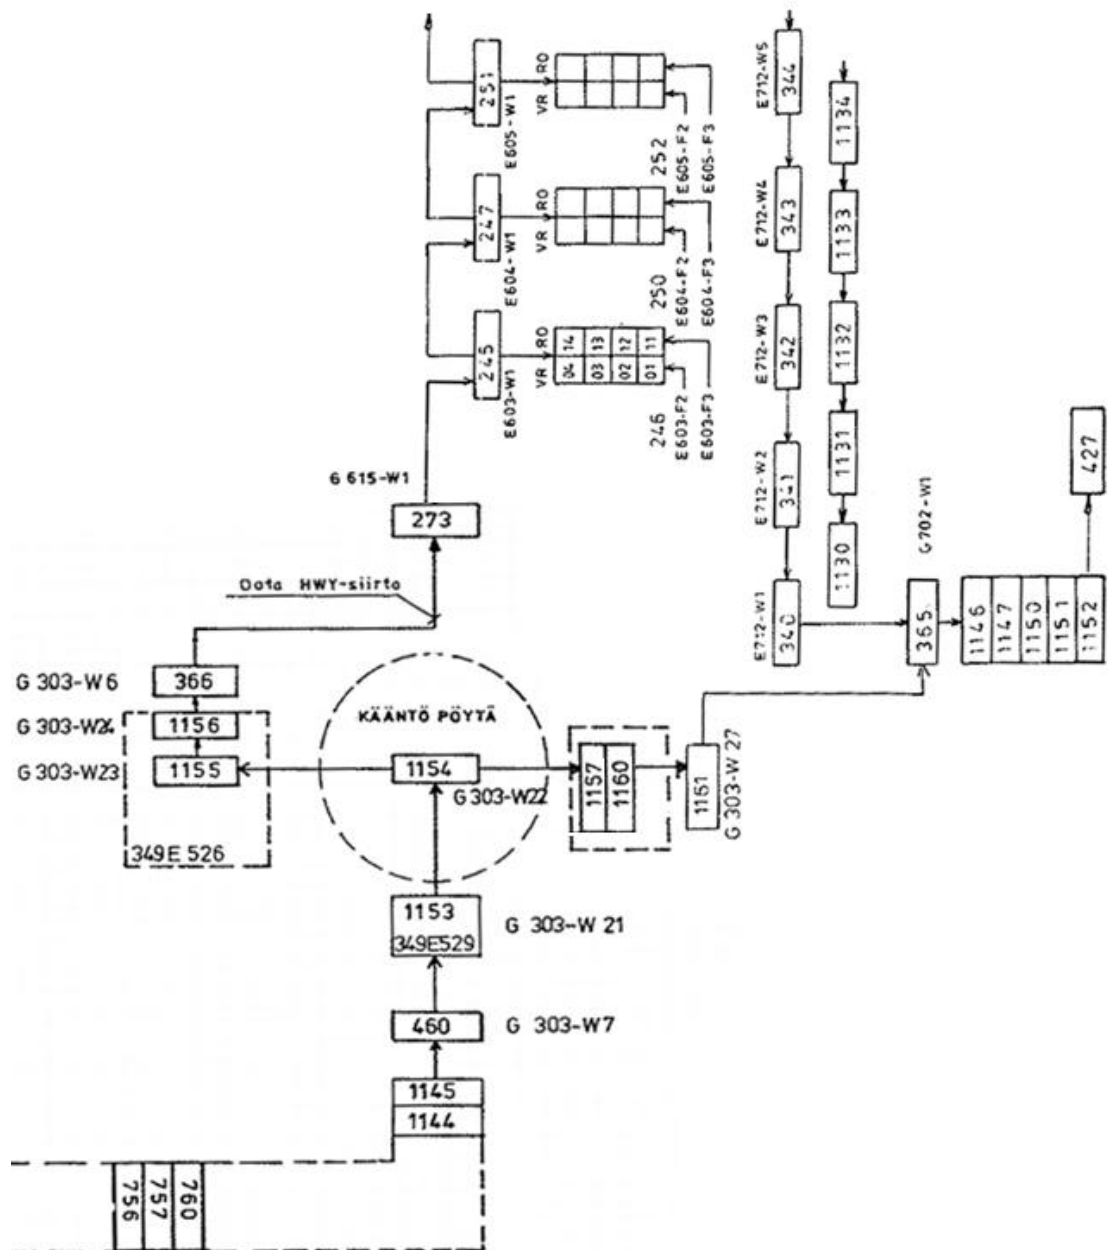 251
E605-W1
VR RO
252
E605-F2
E605-F3
247
E604-W1
VR RO
250
E604-F2
E604-F3
245
E603-W1
VR RO
04 14
03 13
02 12
01 11
246
E603-F2
E603-F3
E712-W5
344
E712-W4
343
E712-W3
342
E712-W2
341
E712-W1
340
1134
1133
1132
1131
1130
G702-W1
365
1146
1147
1150
1151
1152
427
G 615-W1
273
Data HWY-siirto
G 303-W6
366
G 303-W24
1156
G 303-W23
1155
349E 526
KÄÄNTÖ PÖYTÄ
1154
G 303-W22
1157
1160
1161
G 303-W 27
1153
349E529
G 303-W 21
460
G 303-W7
1145
1144
756
757
760